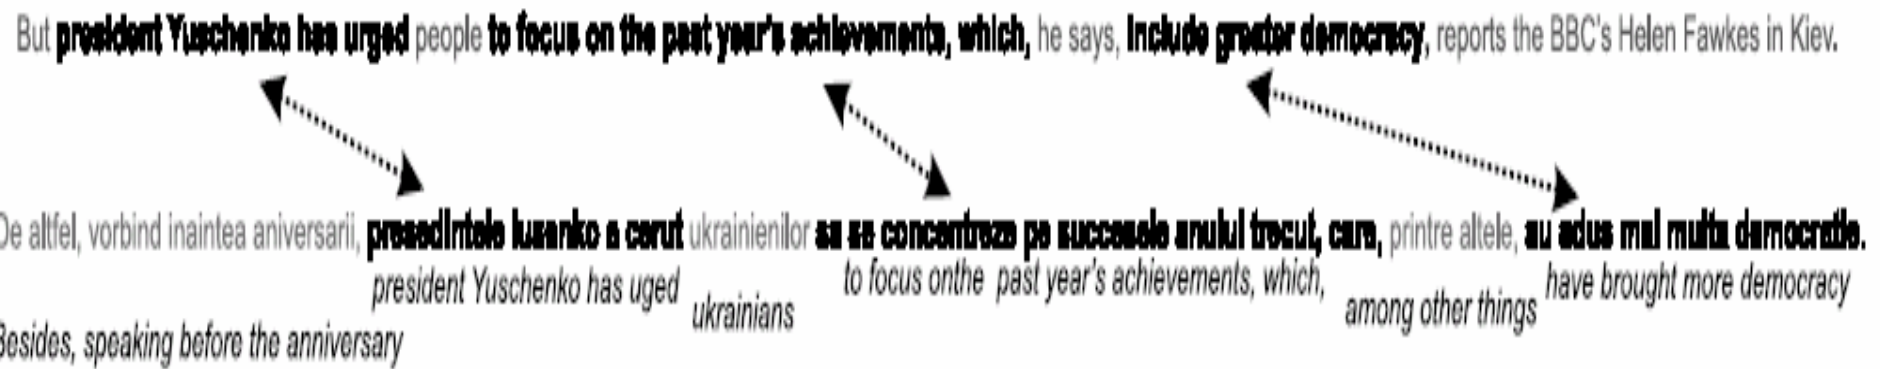 But president Yuschenko has urged people to focus on the past year's achievements, which, he says, include greater democracy, reports the BBC's Helen Fawkes in Kiev.
De altfel, vorbind inaintea aniversarii, presedintele Iusenko a cerut ukrainienilor sa se concentreze pe succesele anului trecut, care, printre altele, au adus mai multa democratie.
president Yuschenko has uged ukrainians to focus onthe past year's achievements, which, among other things have brought more democracy
Besides, speaking before the anniversary